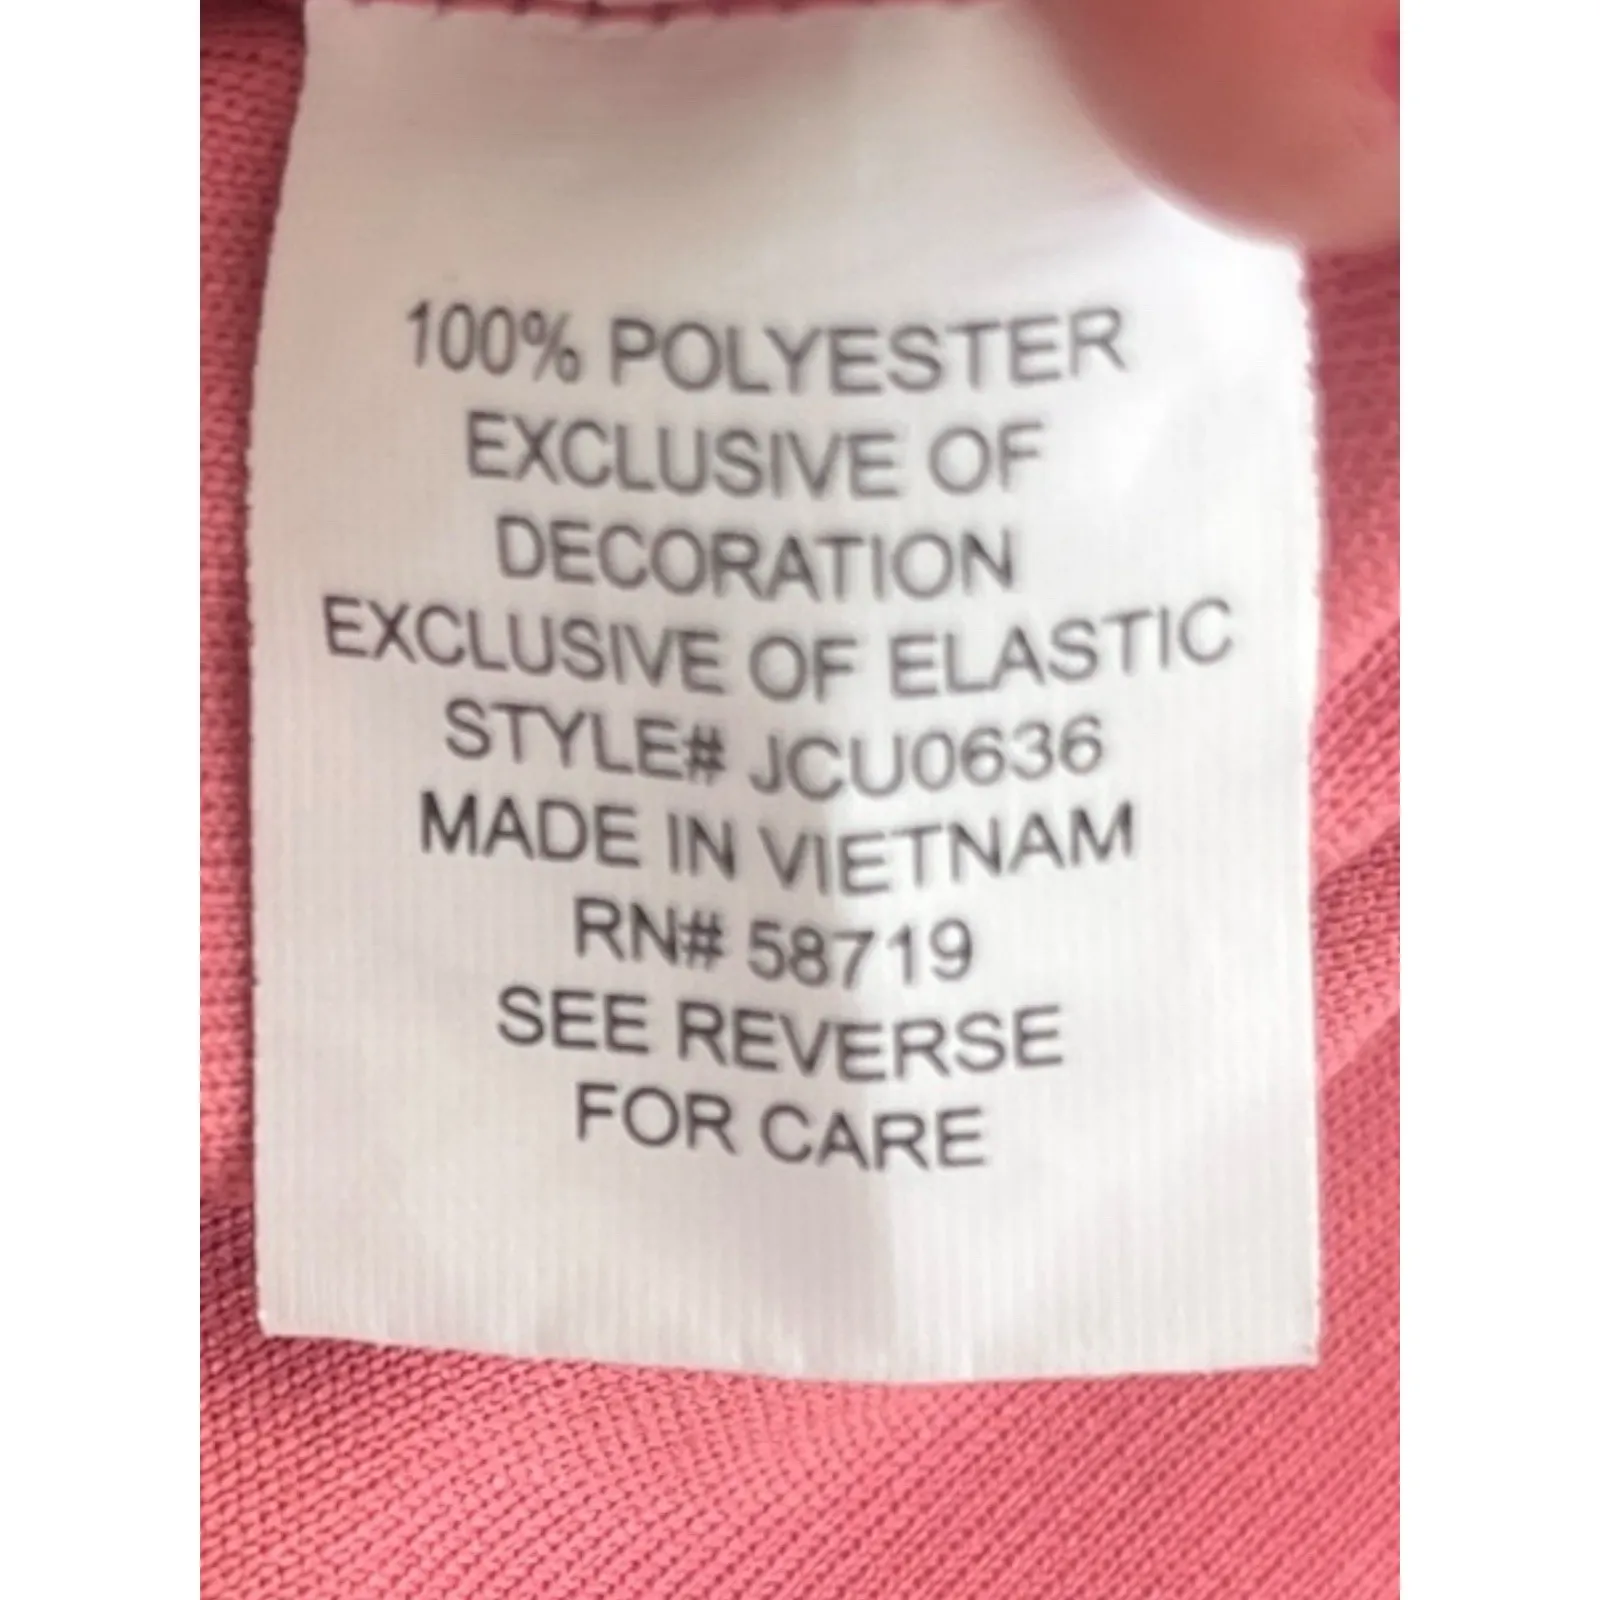 100% POLYESTER
EXCLUSIVE OF
DECORATION
EXCLUSIVE OF ELASTIC
STYLE# JCU0636
MADE IN VIETNAM
RN# 58719
SEE REVERSE
FOR CARE